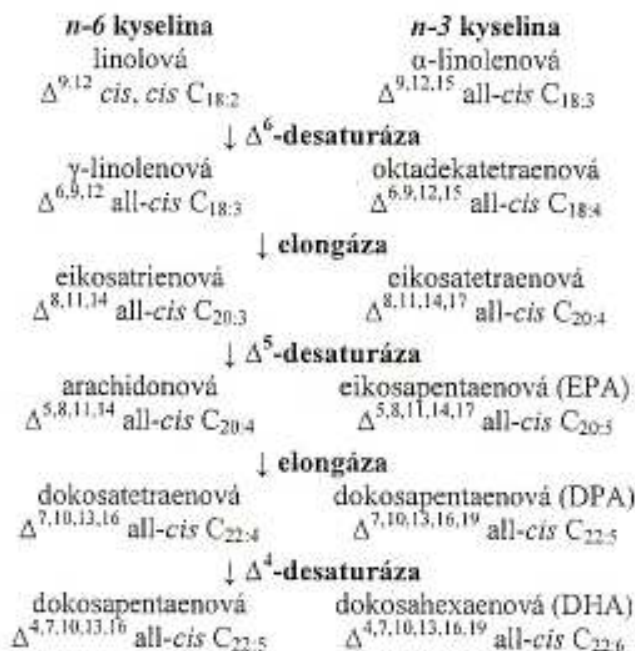 n-6 kyselina n-3 kyselina
linolová α-linolenová
Δ9,12 cis, cis C18:2 Δ9,12,15 all-cis C18:3
↓ Δ6-desaturáza
γ-linolenová oktadekatetraenová
Δ6,9,12 all-cis C18:3 Δ6,9,12,15 all-cis C18:4
↓ elongáza
eikosatrienová eikosatetraenová
Δ8,11,14 all-cis C20:3 Δ8,11,14,17 all-cis C20:4
↓ Δ5-desaturáza
arachidonová eikosapentaenová (EPA)
Δ5,8,11,14 all-cis C20:4 Δ5,8,11,14,17 all-cis C20:5
↓ elongáza
dokosatetraenová dokosapentaenová (DPA)
Δ7,10,13,16 all-cis C22:4 Δ7,10,13,16,19 all-cis C22:5
↓ Δ4-desaturáza
dokosapentaenová dokosahexaenová (DHA)
Δ4,7,10,13,16 all-cis C22:5 Δ4,7,10,13,16,19 all-cis C22:6